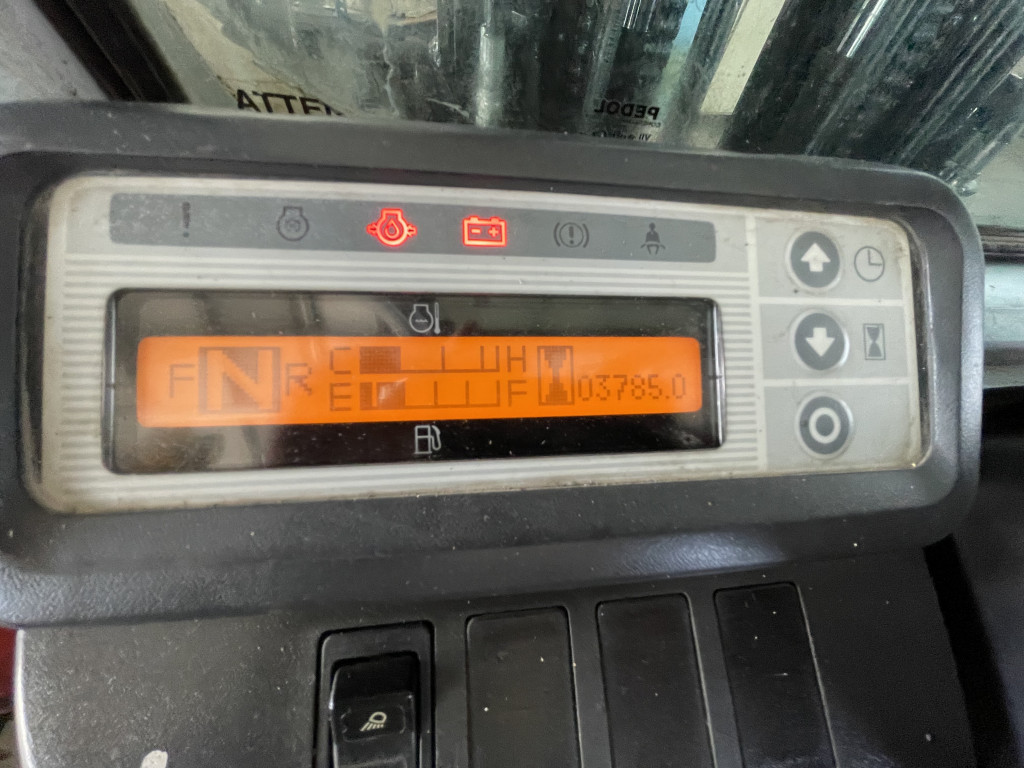 ATTE
PEDOL
F N R
C H
E F
03785.0